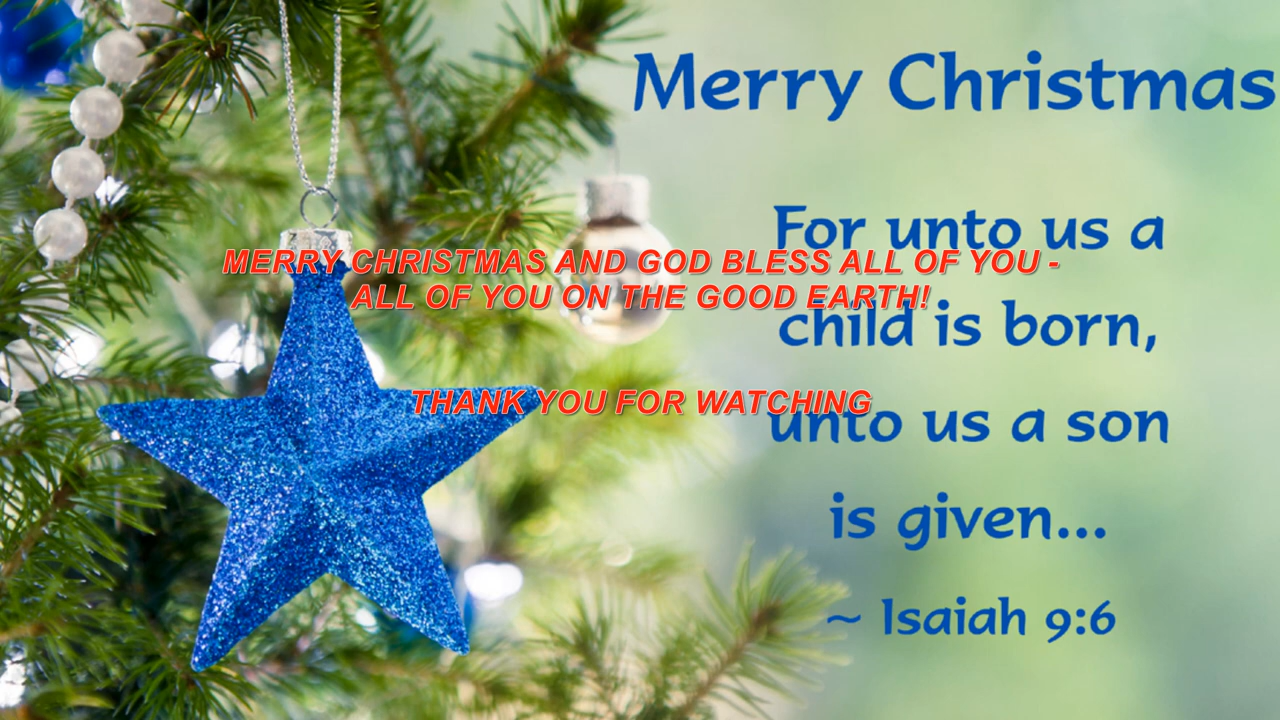 Merry Christmas
For unto us a
MERRY CHRISTMAS AND GOD BLESS ALL OF YOU -
ALL OF YOU ON THE GOOD EARTH!
child is born,
THANK YOU FOR WATCHING
unto us a son
is given...
~ Isaiah 9:6